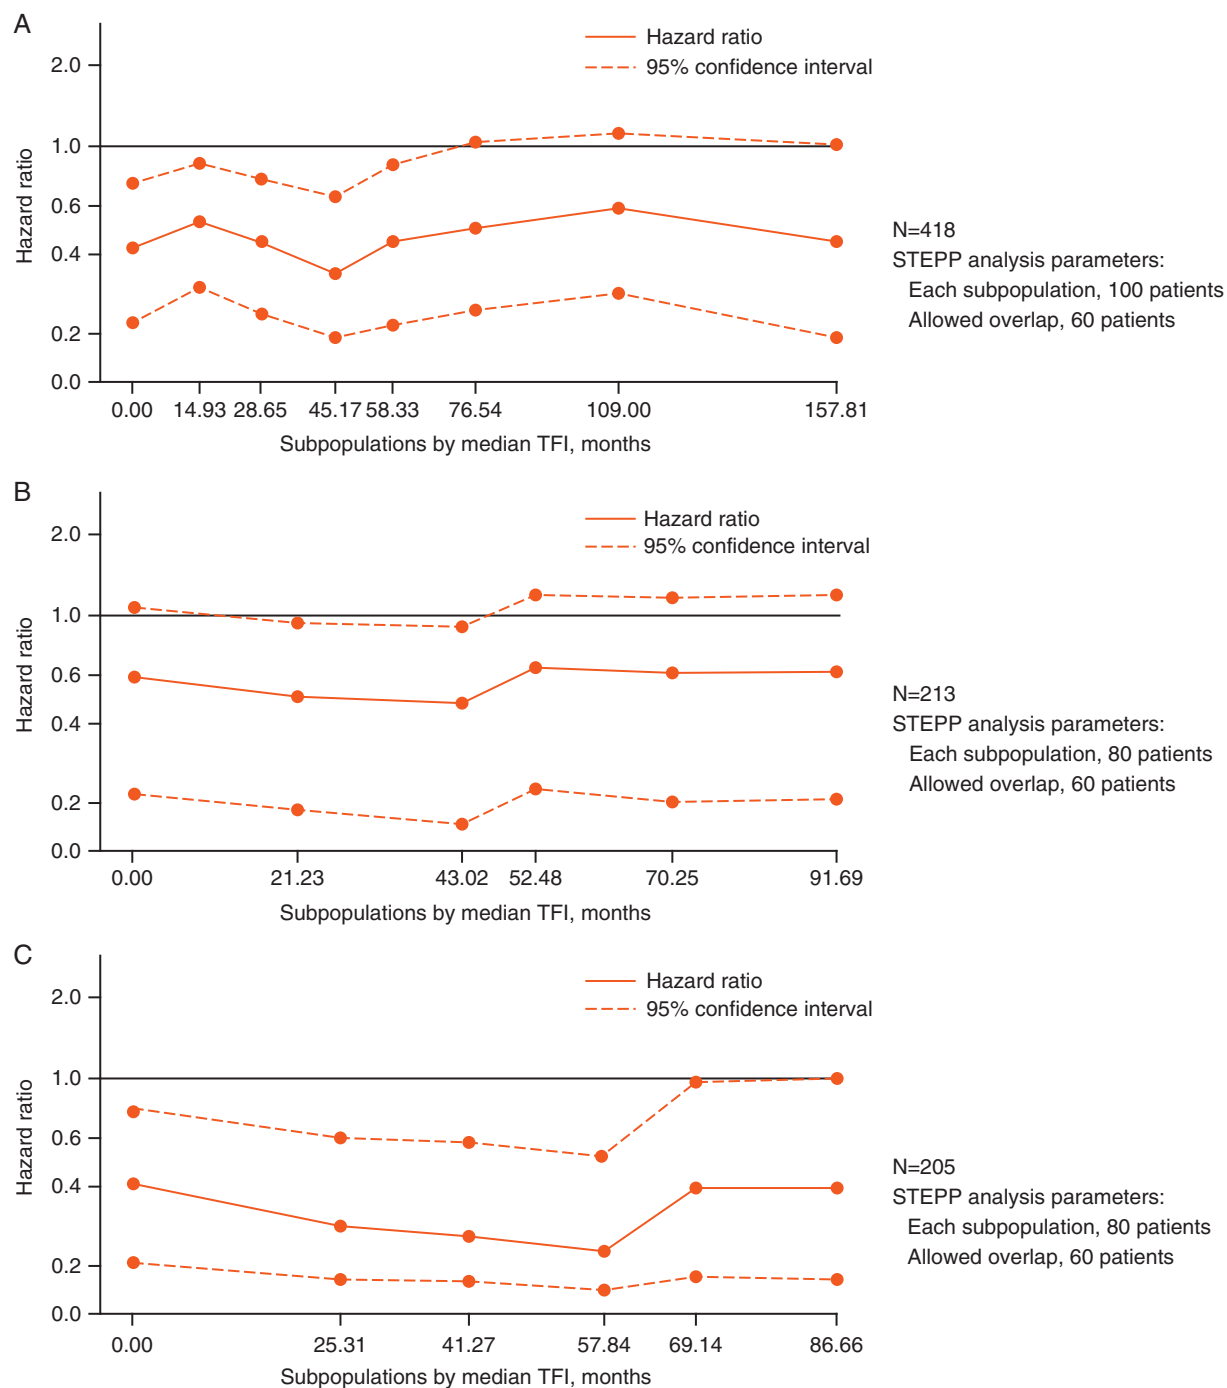 A
Hazard ratio
95% confidence interval
2.0
1.0
0.6
0.4
0.2
0.0
Hazard ratio
0.00 14.93 28.65 45.17 58.33 76.54 109.00 157.81
Subpopulations by median TFI, months
N=418
STEPP analysis parameters:
Each subpopulation, 100 patients
Allowed overlap, 60 patients
B
Hazard ratio
95% confidence interval
2.0
1.0
0.6
0.4
0.2
0.0
Hazard ratio
0.00 21.23 43.02 52.48 70.25 91.69
Subpopulations by median TFI, months
N=213
STEPP analysis parameters:
Each subpopulation, 80 patients
Allowed overlap, 60 patients
C
Hazard ratio
95% confidence interval
2.0
1.0
0.6
0.4
0.2
0.0
Hazard ratio
0.00 25.31 41.27 57.84 69.14 86.66
Subpopulations by median TFI, months
N=205
STEPP analysis parameters:
Each subpopulation, 80 patients
Allowed overlap, 60 patients